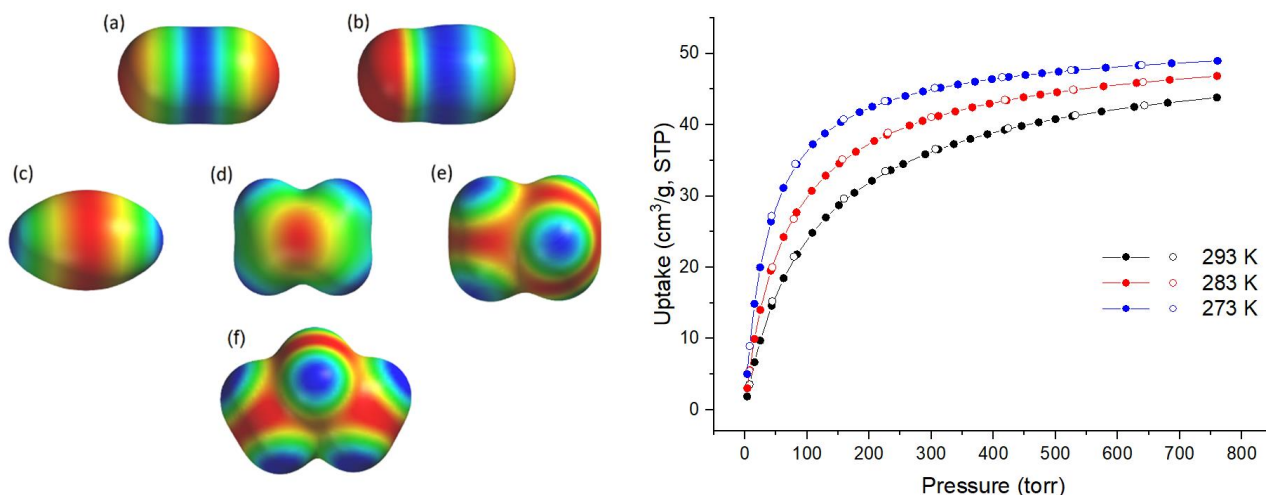 (a)
(b)
(c)
(d)
(e)
(f)
Uptake (cm³/g, STP)
50
40
30
20
10
0
293 K
283 K
273 K
0 100 200 300 400 500 600 700 800
Pressure (torr)